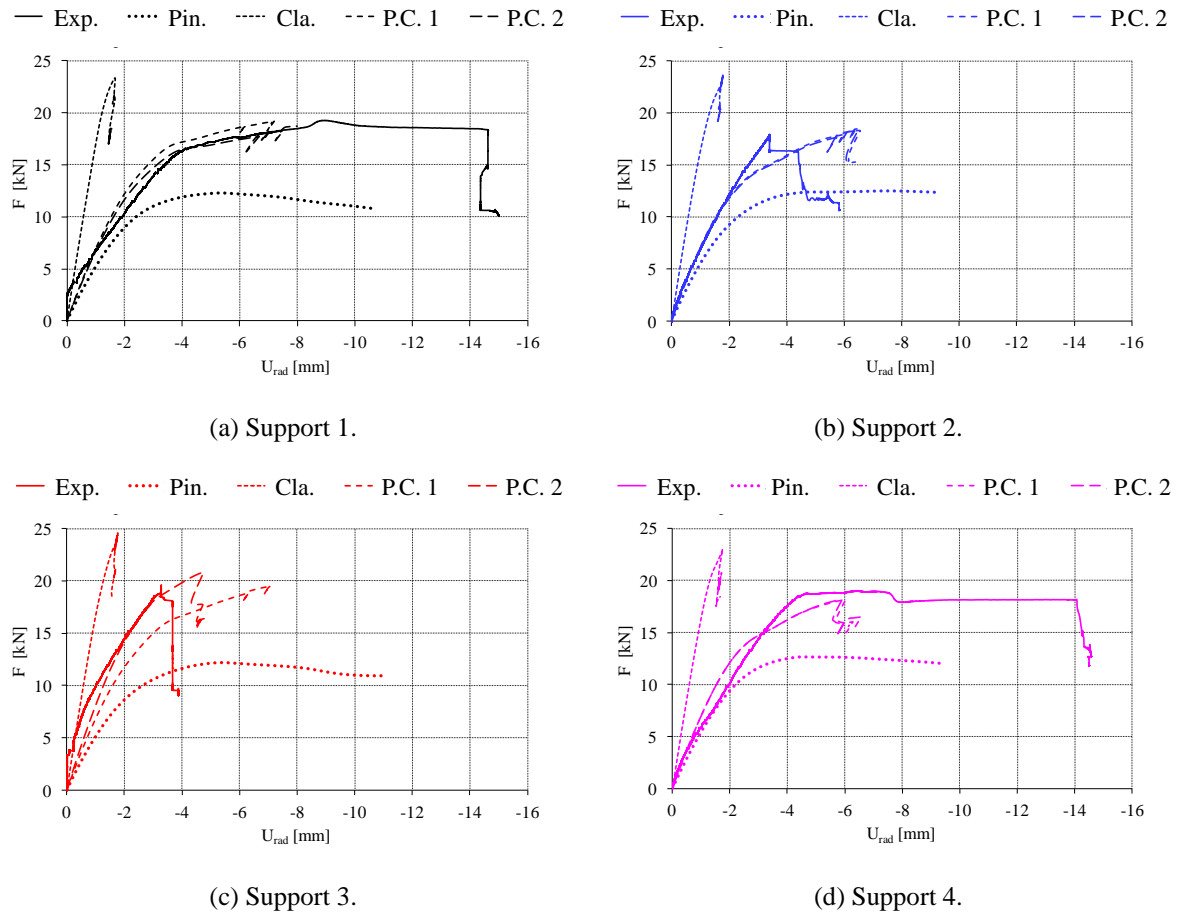 Exp. Pin. Cla. P.C. 1 P.C. 2
Exp. Pin. Cla. P.C. 1 P.C. 2
25
20
15
10
5
0
F [kN]
0 -2 -4 -6 -8 -10 -12 -14 -16
Urad [mm]
25
20
15
10
5
0
F [kN]
0 -2 -4 -6 -8 -10 -12 -14 -16
Urad [mm]
(a) Support 1.
(b) Support 2.
Exp. Pin. Cla. P.C. 1 P.C. 2
Exp. Pin. Cla. P.C. 1 P.C. 2
25
20
15
10
5
0
F [kN]
0 -2 -4 -6 -8 -10 -12 -14 -16
Urad [mm]
25
20
15
10
5
0
F [kN]
0 -2 -4 -6 -8 -10 -12 -14 -16
Urad [mm]
(c) Support 3.
(d) Support 4.